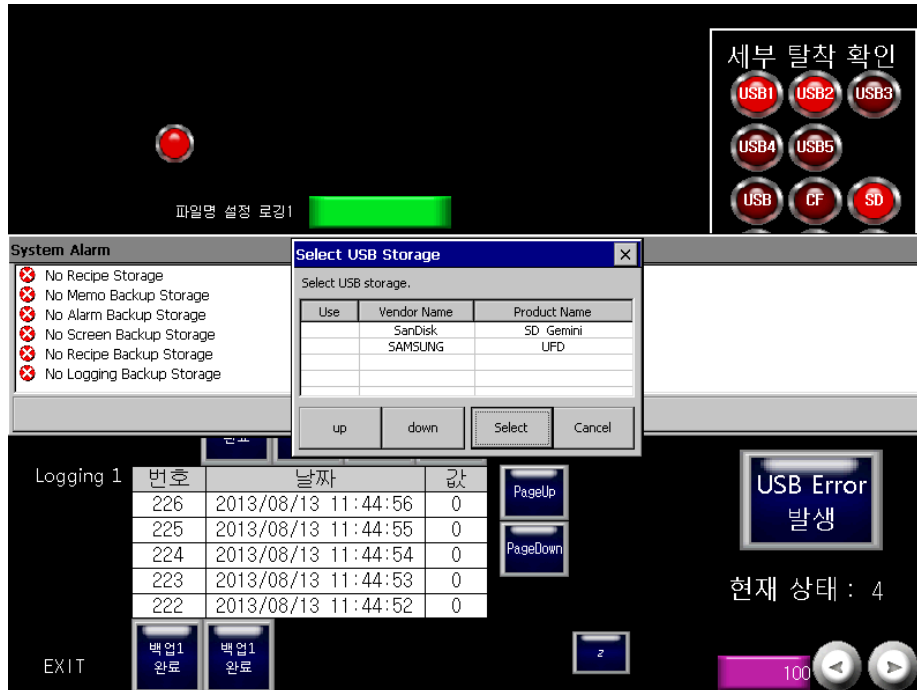 세부 탈착 확인
USB1 USB2 USB3
USB4 USB5
파일명 설정 로깅1
USB CF SD
System Alarm
No Recipe Storage
No Memo Backup Storage
No Alarm Backup Storage
No Screen Backup Storage
No Recipe Backup Storage
No Logging Backup Storage
Select USB Storage
Select USB storage.
Use Vendor Name Product Name
SanDisk SD Gemini
SAMSUNG UFD
up down Select Cancel
완료
Logging 1
번호 날짜 값
226 2013/08/13 11:44:56 0
225 2013/08/13 11:44:55 0
224 2013/08/13 11:44:54 0
223 2013/08/13 11:44:53 0
222 2013/08/13 11:44:52 0
PageUp
PageDown
USB Error
발생
현재 상태 : 4
EXIT
백업1
완료
백업1
완료
2
100